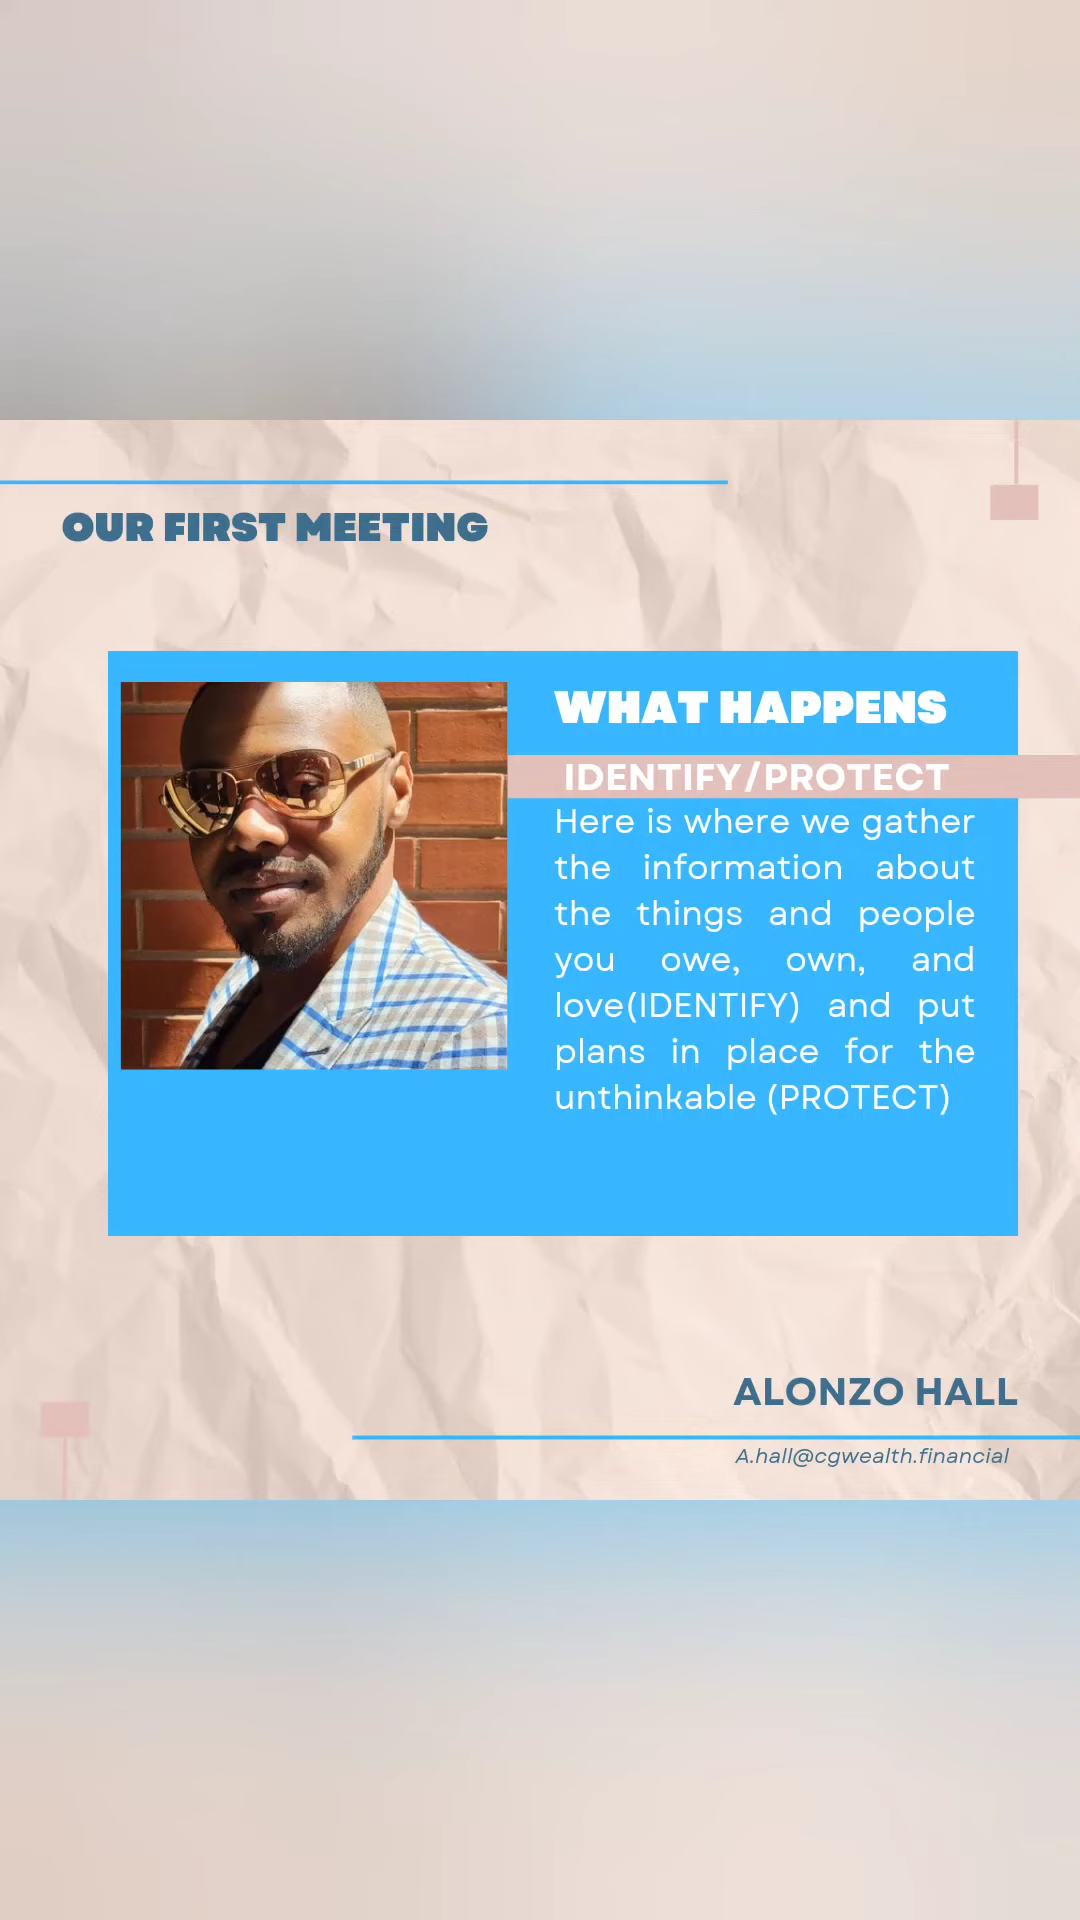 OUR FIRST MEETING
WHAT HAPPENS
IDENTIFY/PROTECT
Here is where we gather
the information about
the things and people
you owe, own, and
love(IDENTIFY) and put
plans in place for the
unthinkable (PROTECT)
ALONZO HALL
A.hall@cgwealth.financial